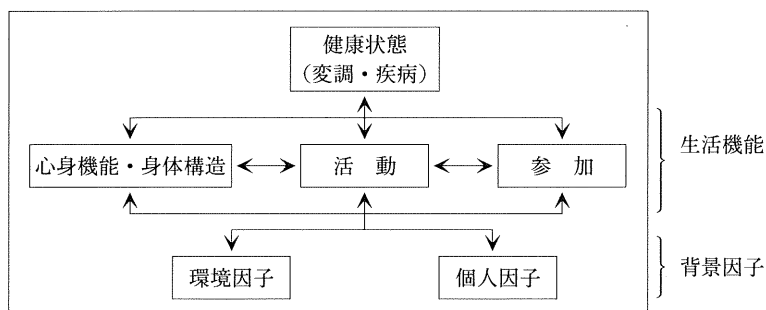 健康状態
（変調・疾病）
心身機能・身体構造
活　動
参　加
生活機能
環境因子
個人因子
背景因子